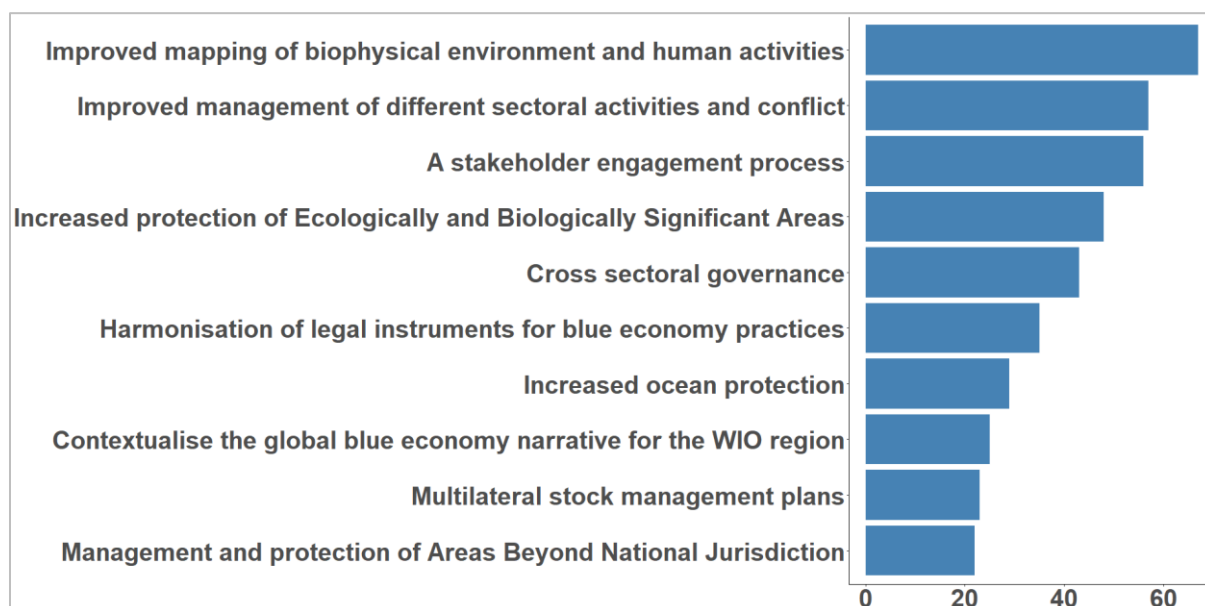 Improved mapping of biophysical environment and human activities
Improved management of different sectoral activities and conflict
A stakeholder engagement process
Increased protection of Ecologically and Biologically Significant Areas
Cross sectoral governance
Harmonisation of legal instruments for blue economy practices
Increased ocean protection
Contextualise the global blue economy narrative for the WIO region
Multilateral stock management plans
Management and protection of Areas Beyond National Jurisdiction
0 20 40 60